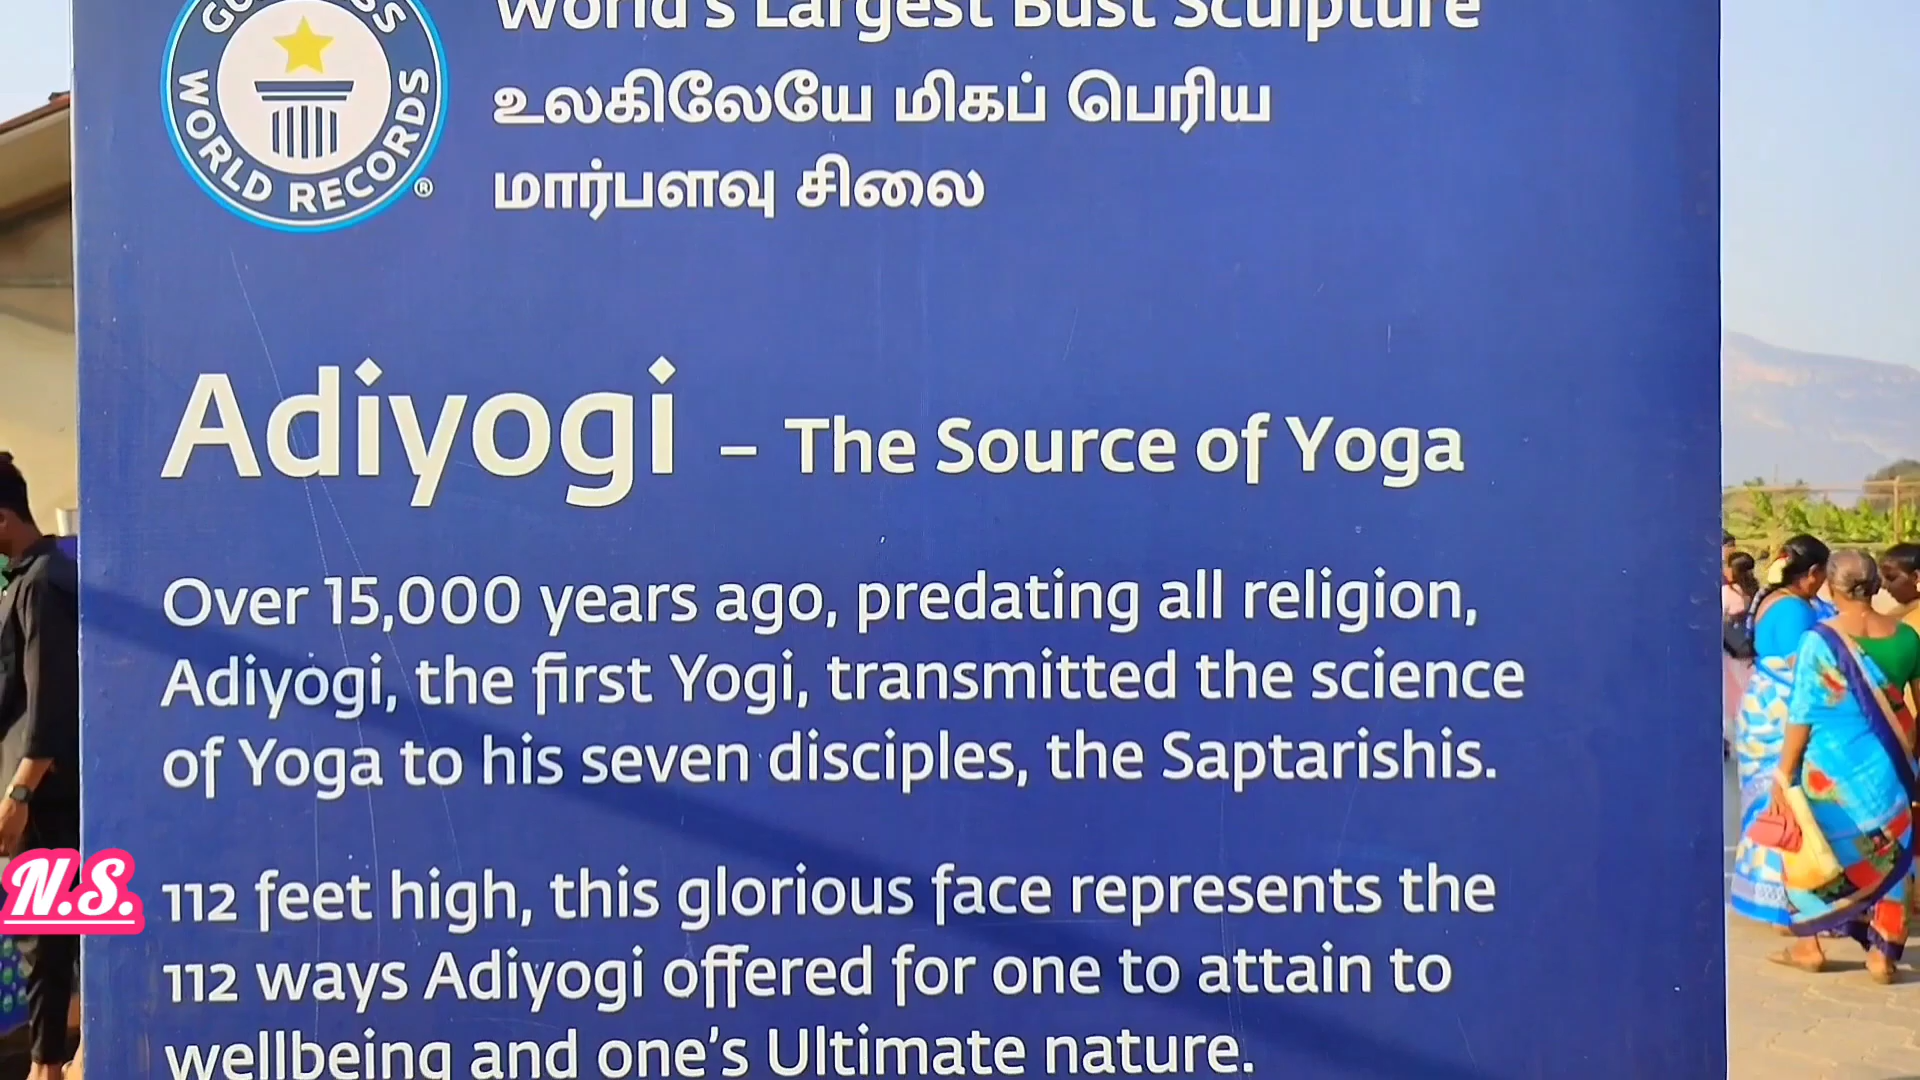 GUINNESS WORLD RECORDS ®
World's Largest Bust Sculpture
உலகிலேயே மிகப் பெரிய
மார்பளவு சிலை
Adiyogi – The Source of Yoga
Over 15,000 years ago, predating all religion,
Adiyogi, the first Yogi, transmitted the science
of Yoga to his seven disciples, the Saptarishis.
112 feet high, this glorious face represents the
112 ways Adiyogi offered for one to attain to
wellbeing and one's Ultimate nature.
N.S.